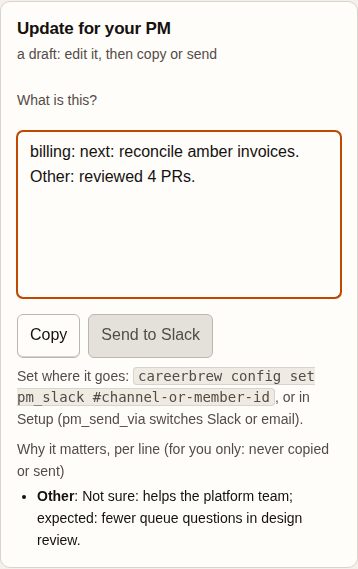 Update for your PM
a draft: edit it, then copy or send
What is this?
billing: next: reconcile amber invoices.
Other: reviewed 4 PRs.
Copy
Send to Slack
Set where it goes: careerbrew config set
pm_slack #channel-or-member-id, or in
Setup (pm_send_via switches Slack or email).
Why it matters, per line (for you only: never copied
or sent)
• Other: Not sure: helps the platform team;
expected: fewer queue questions in design
review.